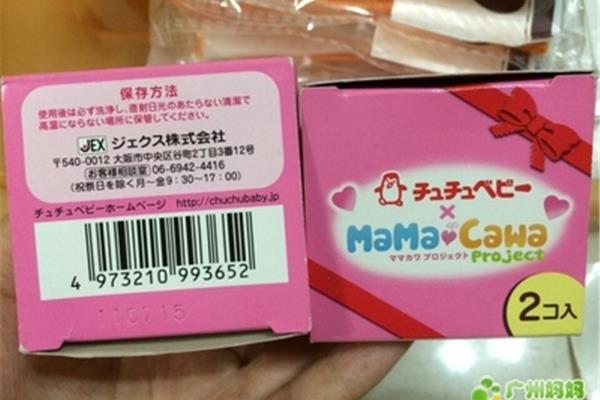 保存方法
使用後は必ず洗浄し、直射日光のあたらない清潔で
高温にならない場所に保管してください。
JEX ジェクス株式会社
〒540-0012 大阪市中央区谷町2丁目3番12号
お客様相談室 06-6942-4416
(祝祭日を除く月〜金9:30〜17:00)
チュチュベビーホームページ http://chuchubaby.jp
4 973210 993652
110715
チュチュベビー
×
MaMa Cawa
ママカワ プロジェクト Project
2コ入
广州妈妈